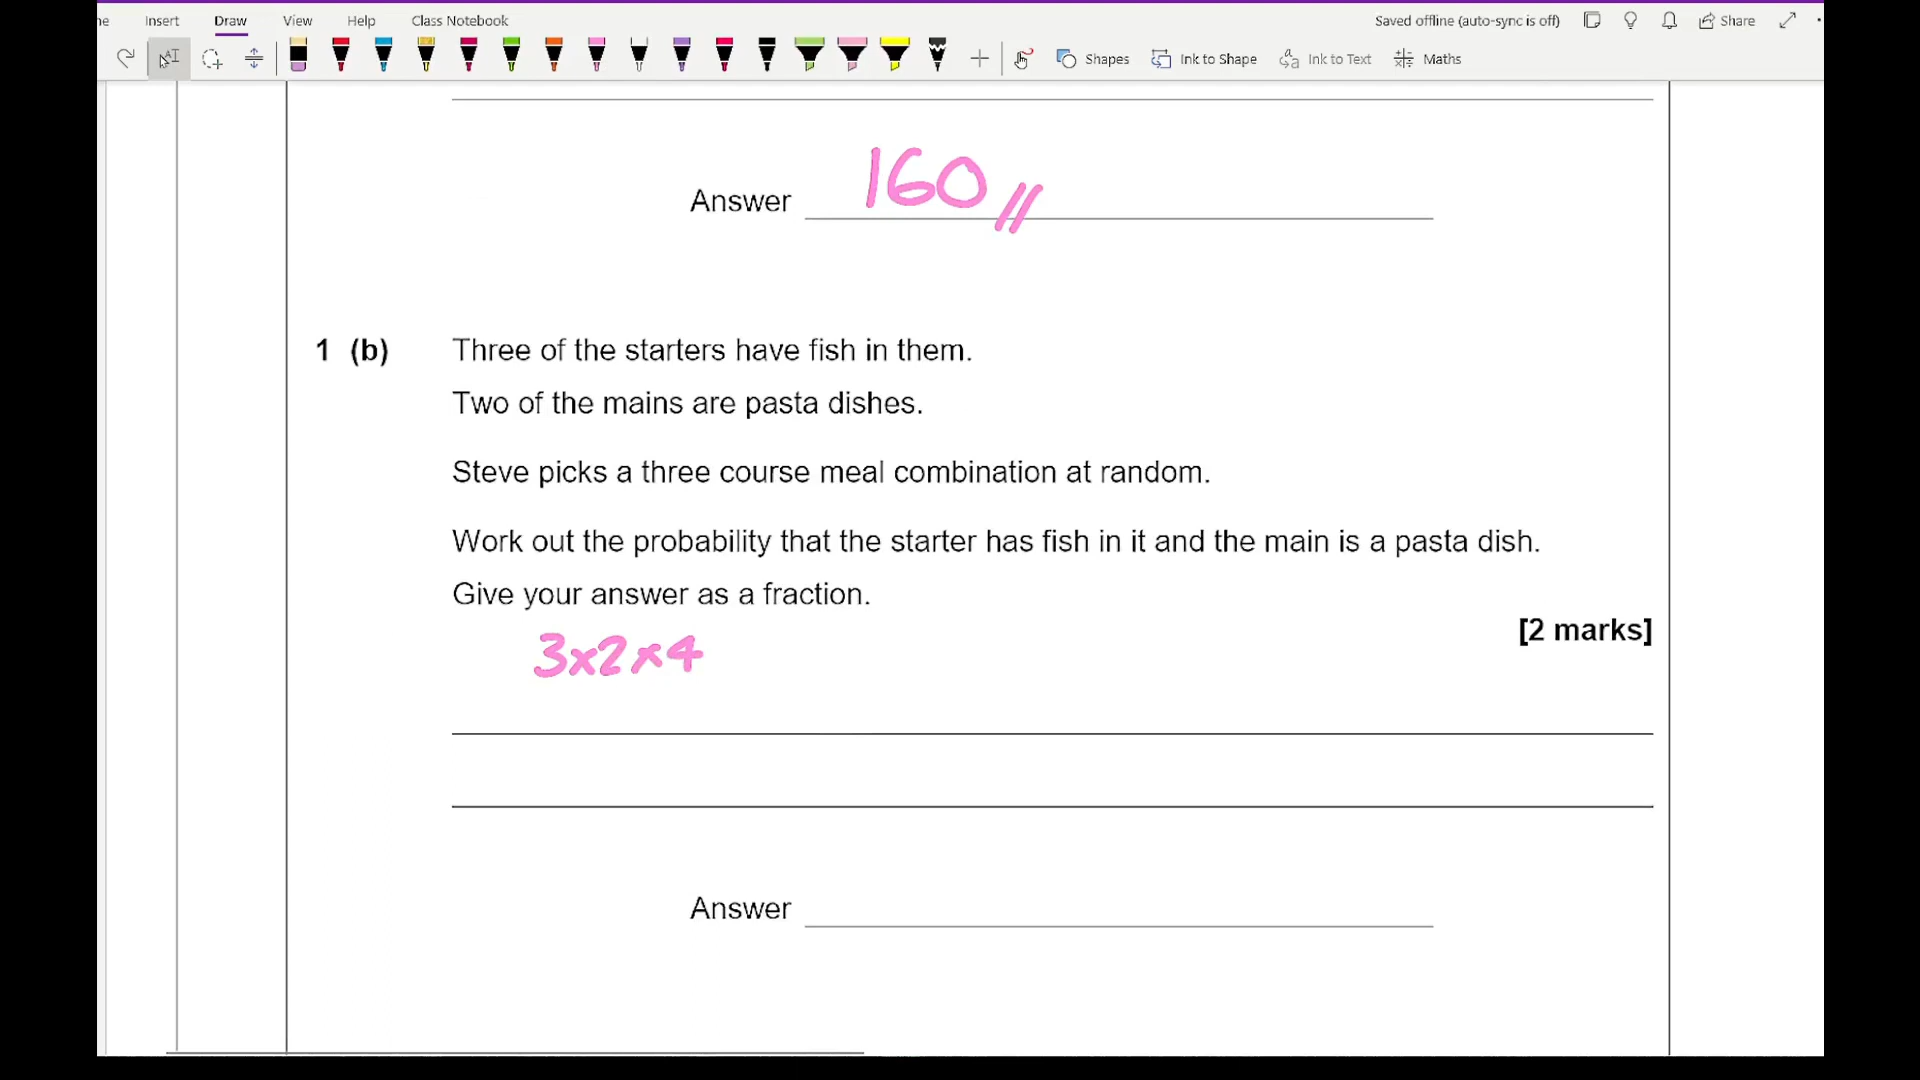 Insert Draw View Help Class Notebook Saved offline (auto-sync is off) Share
Shapes Ink to Shape Ink to Text Maths
Answer 160
1 (b) Three of the starters have fish in them.
Two of the mains are pasta dishes.
Steve picks a three course meal combination at random.
Work out the probability that the starter has fish in it and the main is a pasta dish.
Give your answer as a fraction.
[2 marks]
3x2x4
Answer